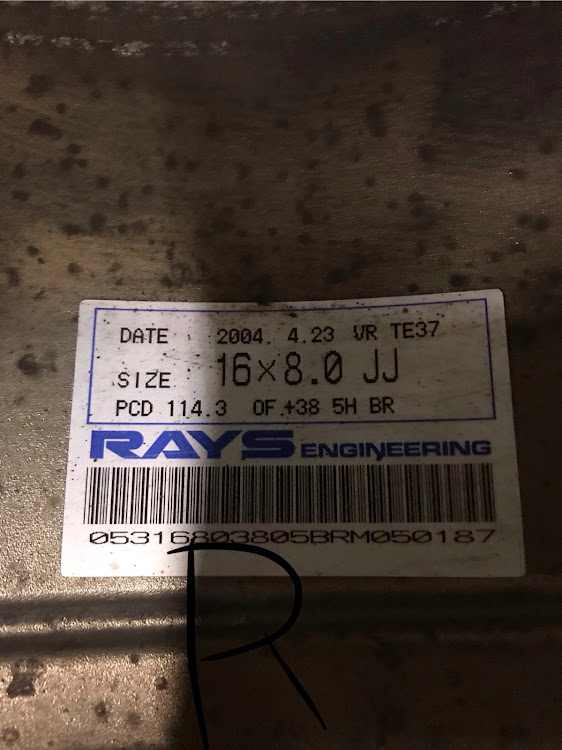 DATE 2004. 4.23 VR TE37
SIZE 16×8.0 JJ
PCD 114.3 OF.+38 5H BR
RAYS ENGINEERING
05316803805BRM050187
R